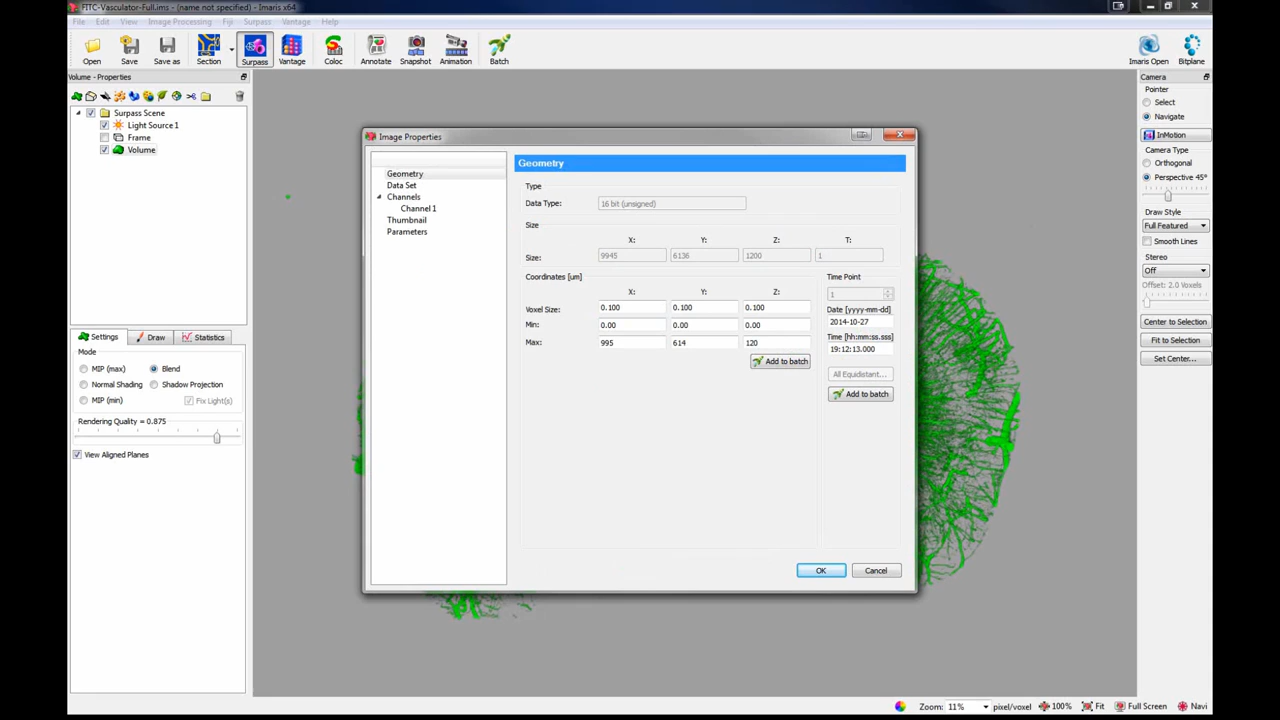 FITC-Vasculator-Full.ims - (name not specified) - Imaris x64
File Edit View Image Processing Fiji Surpass Vantage Help
Open Save Save as Section Surpass Vantage Coloc Annotate Snapshot Animation Batch Imaris Open Bitplane
Volume - Properties
Surpass Scene
Light Source 1
Frame
Volume
Settings Draw Statistics
Mode
MIP (max) Blend
Normal Shading Shadow Projection
MIP (min) Fix Light(s)
Rendering Quality = 0.875
View Aligned Planes
Image Properties
Geometry
Data Set
Channels
Channel 1
Thumbnail
Parameters
Geometry
Type
Data Type: 16 bit (unsigned)
Size
X: Y: Z: T:
Size: 9945 6136 1200 1
Coordinates [um]
X: Y: Z:
Voxel Size: 0.100 0.100 0.100
Min: 0.00 0.00 0.00
Max: 995 614 120
Add to batch
Time Point
1
Date [yyyy-mm-dd]
2014-10-27
Time [hh:mm:ss.sss]
19:12:13.000
All Equidistant...
Add to batch
OK Cancel
Camera
Pointer
Select
Navigate
InMotion
Camera Type
Orthogonal
Perspective 45°
Draw Style
Full Featured
Smooth Lines
Stereo
Off
Offset: 2.0 Voxels
Center to Selection
Fit to Selection
Set Center...
Zoom: 11% pixel/voxel 100% Fit Full Screen Navi